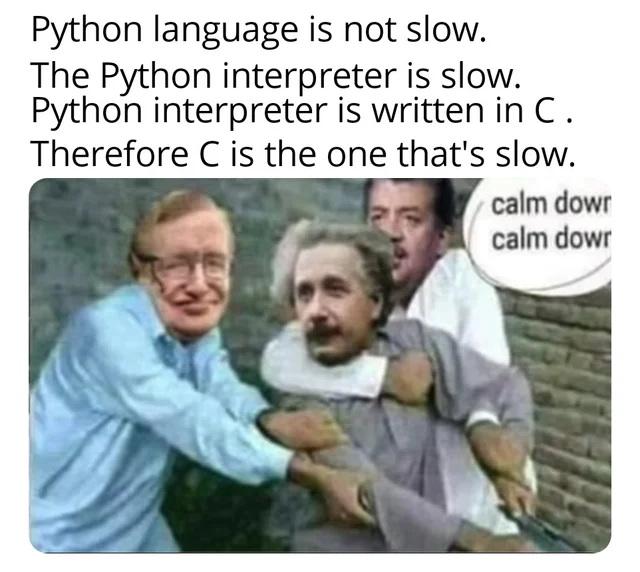 Python language is not slow.
The Python interpreter is slow.
Python interpreter is written in C .
Therefore C is the one that's slow.
calm down
calm down